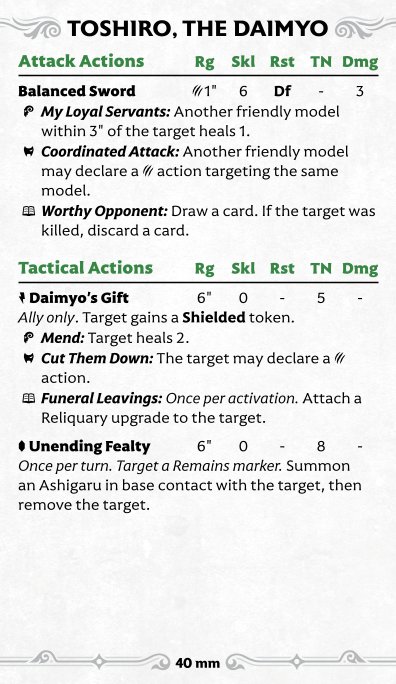 TOSHIRO, THE DAIMYO
Attack Actions Rg Skl Rst TN Dmg
Balanced Sword 1" 6 Df - 3
My Loyal Servants: Another friendly model
within 3" of the target heals 1.
Coordinated Attack: Another friendly model
may declare a action targeting the same
model.
Worthy Opponent: Draw a card. If the target was
killed, discard a card.
Tactical Actions Rg Skl Rst TN Dmg
Daimyo's Gift 6" 0 - 5 -
Ally only. Target gains a Shielded token.
Mend: Target heals 2.
Cut Them Down: The target may declare a
action.
Funeral Leavings: Once per activation. Attach a
Reliquary upgrade to the target.
Unending Fealty 6" 0 - 8 -
Once per turn. Target a Remains marker. Summon
an Ashigaru in base contact with the target, then
remove the target.
40 mm